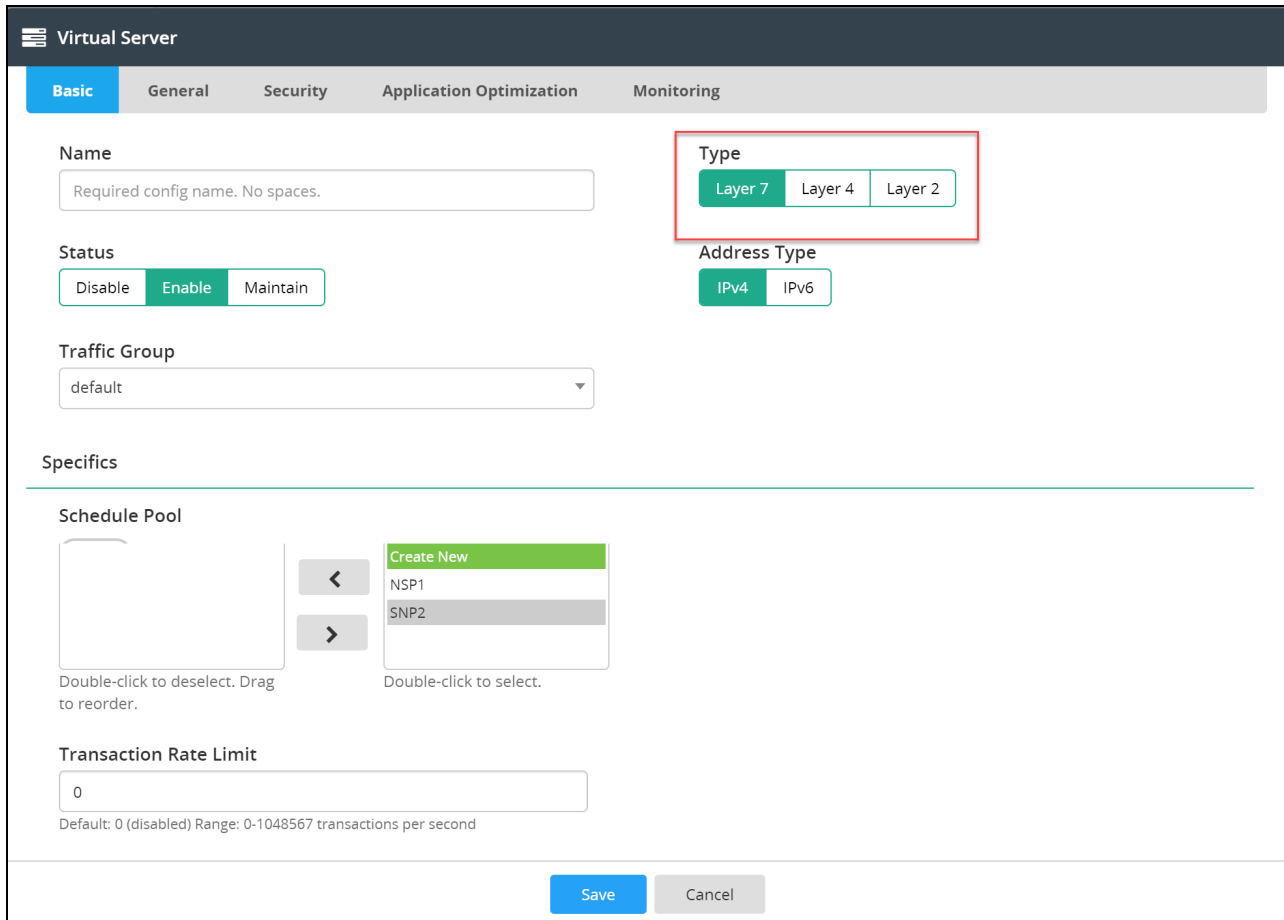 Virtual Server
Basic General Security Application Optimization Monitoring
Name
Required config name. No spaces.
Type
Layer 7 Layer 4 Layer 2
Status
Disable Enable Maintain
Address Type
IPv4 IPv6
Traffic Group
default
Specifics
Schedule Pool
Create New
NSP1
SNP2
Double-click to deselect. Drag
to reorder.
Double-click to select.
Transaction Rate Limit
0
Default: 0 (disabled) Range: 0-1048567 transactions per second
Save Cancel